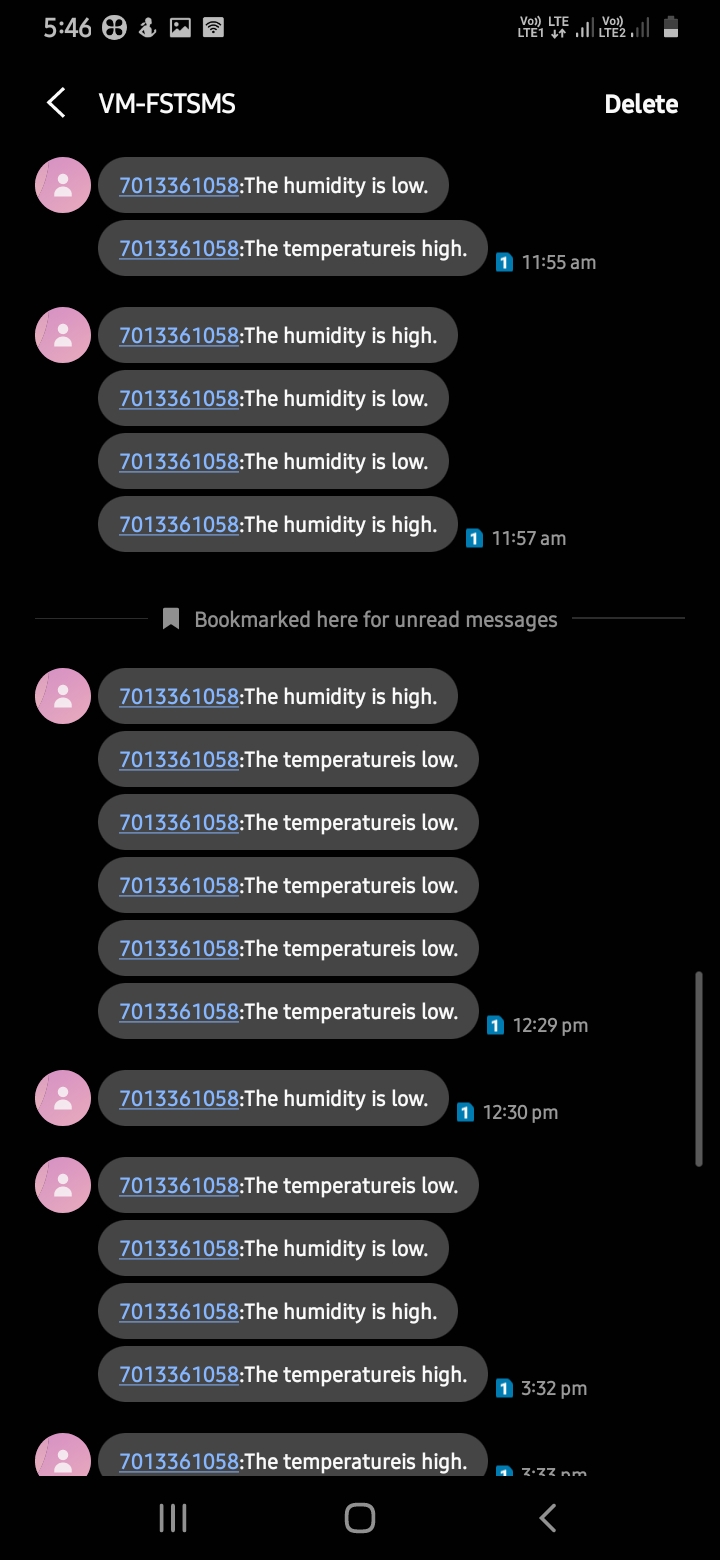 5:46
Vo)) LTE Vo))
LTE1 LTE2
VM-FSTSMS Delete
7013361058:The humidity is low.
7013361058:The temperatureis high.
1 11:55 am
7013361058:The humidity is high.
7013361058:The humidity is low.
7013361058:The humidity is low.
7013361058:The humidity is high.
1 11:57 am
Bookmarked here for unread messages
7013361058:The humidity is high.
7013361058:The temperatureis low.
7013361058:The temperatureis low.
7013361058:The temperatureis low.
7013361058:The temperatureis low.
7013361058:The temperatureis low.
1 12:29 pm
7013361058:The humidity is low.
1 12:30 pm
7013361058:The temperatureis low.
7013361058:The humidity is low.
7013361058:The humidity is high.
7013361058:The temperatureis high.
1 3:32 pm
7013361058:The temperatureis high.
1 3:33 pm